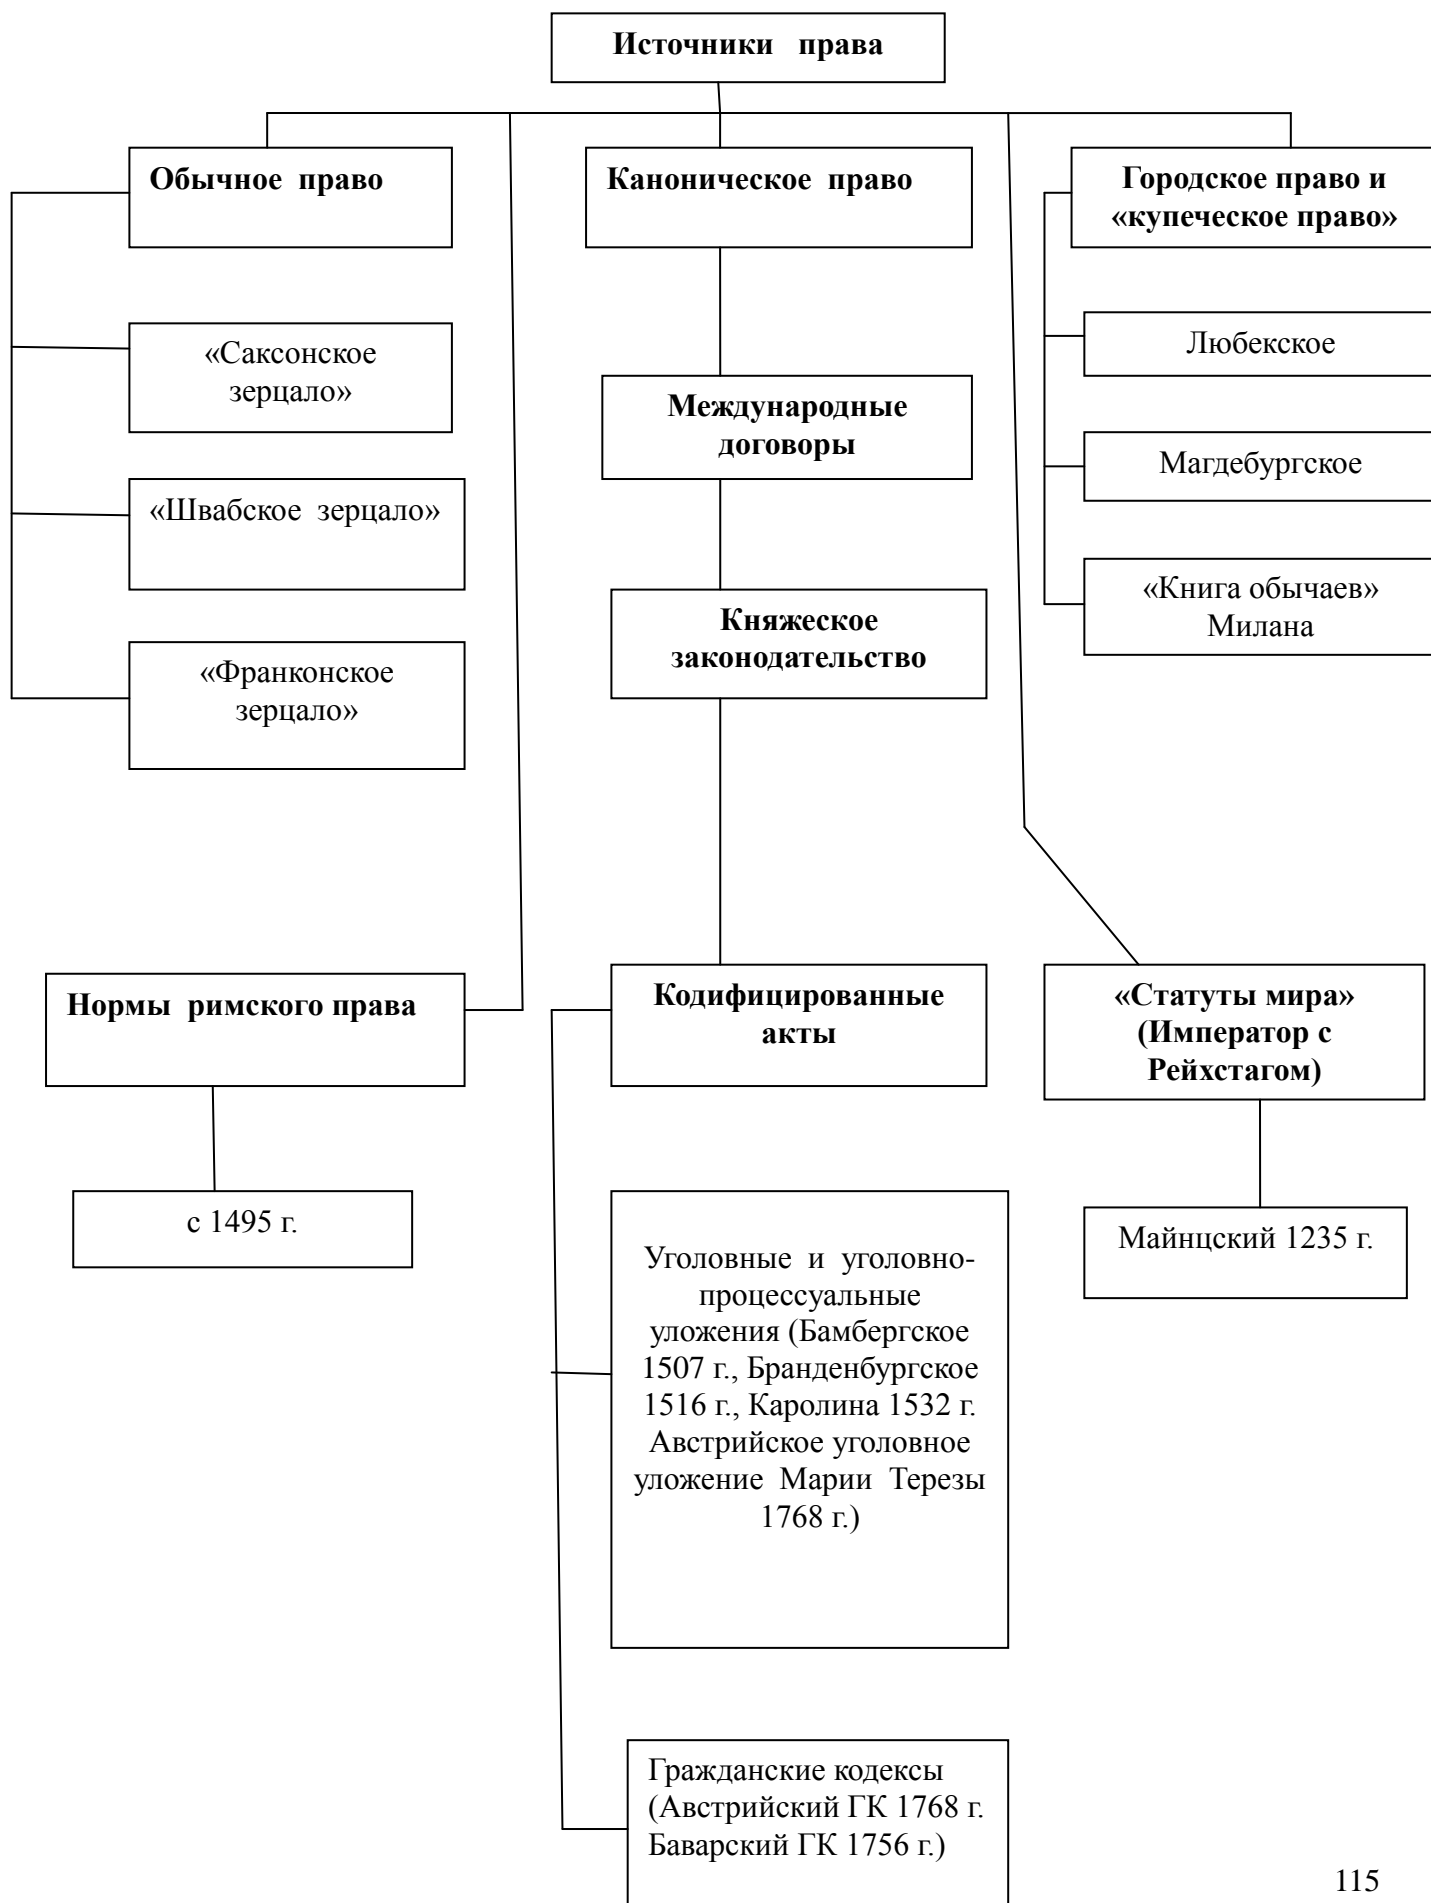 Источники права
Обычное право
Каноническое право
Городское право и
«купеческое право»
«Саксонское
зерцало»
«Швабское зерцало»
«Франконское
зерцало»
Международные
договоры
Княжеское
законодательство
Любекское
Магдебургское
«Книга обычаев»
Милана
Нормы римского права
с 1495 г.
Кодифицированные
акты
«Статуты мира»
(Император с
Рейхстагом)
Майнцский 1235 г.
Уголовные и уголовно-
процессуальные
уложения (Бамбергское
1507 г., Бранденбургское
1516 г., Каролина 1532 г.
Австрийское уголовное
уложение Марии Терезы
1768 г.)
Гражданские кодексы
(Австрийский ГК 1768 г.
Баварский ГК 1756 г.)
115